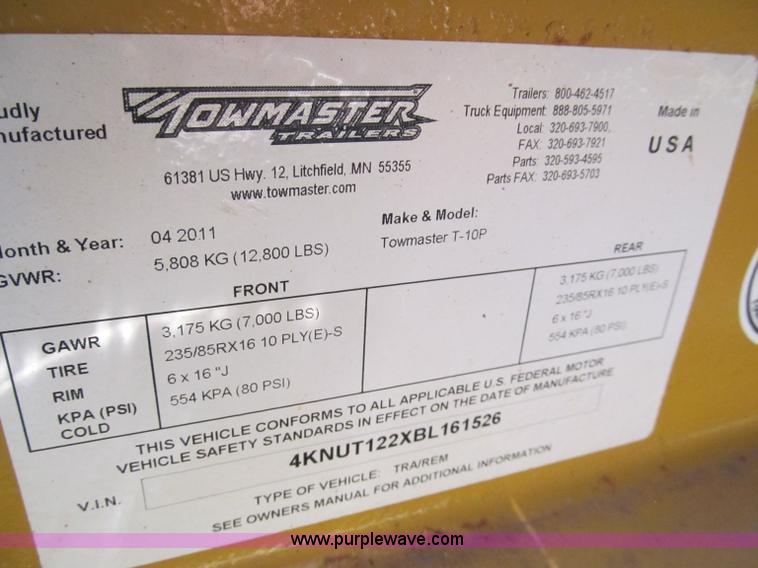 TOWMASTER
TRAILERS
61381 US Hwy. 12, Litchfield, MN 55355
www.towmaster.com
Trailers: 800-462-4517
Truck Equipment: 888-805-5971
Local: 320-693-7900,
FAX: 320-693-7921
Parts: 320-593-4595
Parts FAX: 320-693-5703
Made in
USA
Month & Year: 04 2011
GVWR: 5,808 KG (12,800 LBS)
Make & Model:
Towmaster T-10P
FRONT
REAR
GAWR 3,175 KG (7,000 LBS) 3,175 KG (7,000 LBS)
TIRE 235/85RX16 10 PLY(E)-S 235/85RX16 10 PLY(E)-S
RIM 6 x 16 "J 6 x 16 "J
KPA (PSI) 554 KPA (80 PSI) 554 KPA (80 PSI)
COLD
THIS VEHICLE CONFORMS TO ALL APPLICABLE U.S. FEDERAL MOTOR
VEHICLE SAFETY STANDARDS IN EFFECT ON THE DATE OF MANUFACTURE
V.I.N. 4KNUT122XBL161526
TYPE OF VEHICLE: TRA/REM
SEE OWNERS MANUAL FOR ADDITIONAL INFORMATION
www.purplewave.com